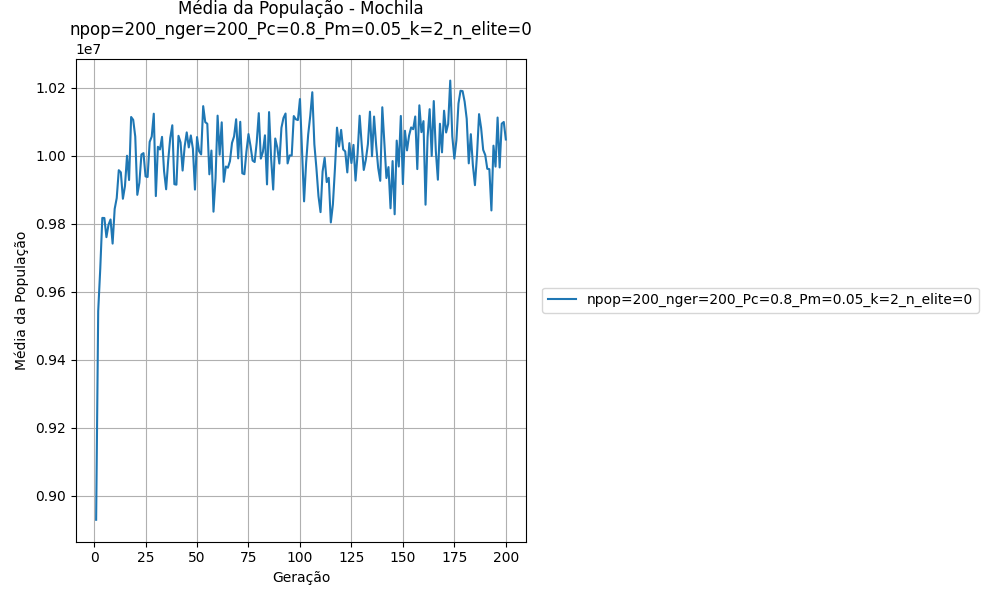 Média da População - Mochila
npop=200_nger=200_Pc=0.8_Pm=0.05_k=2_n_elite=0
1e7
1.02
1.00
0.98
0.96
0.94
0.92
0.90
Média da População
0
25
50
75
100
125
150
175
200
Geração
npop=200_nger=200_Pc=0.8_Pm=0.05_k=2_n_elite=0